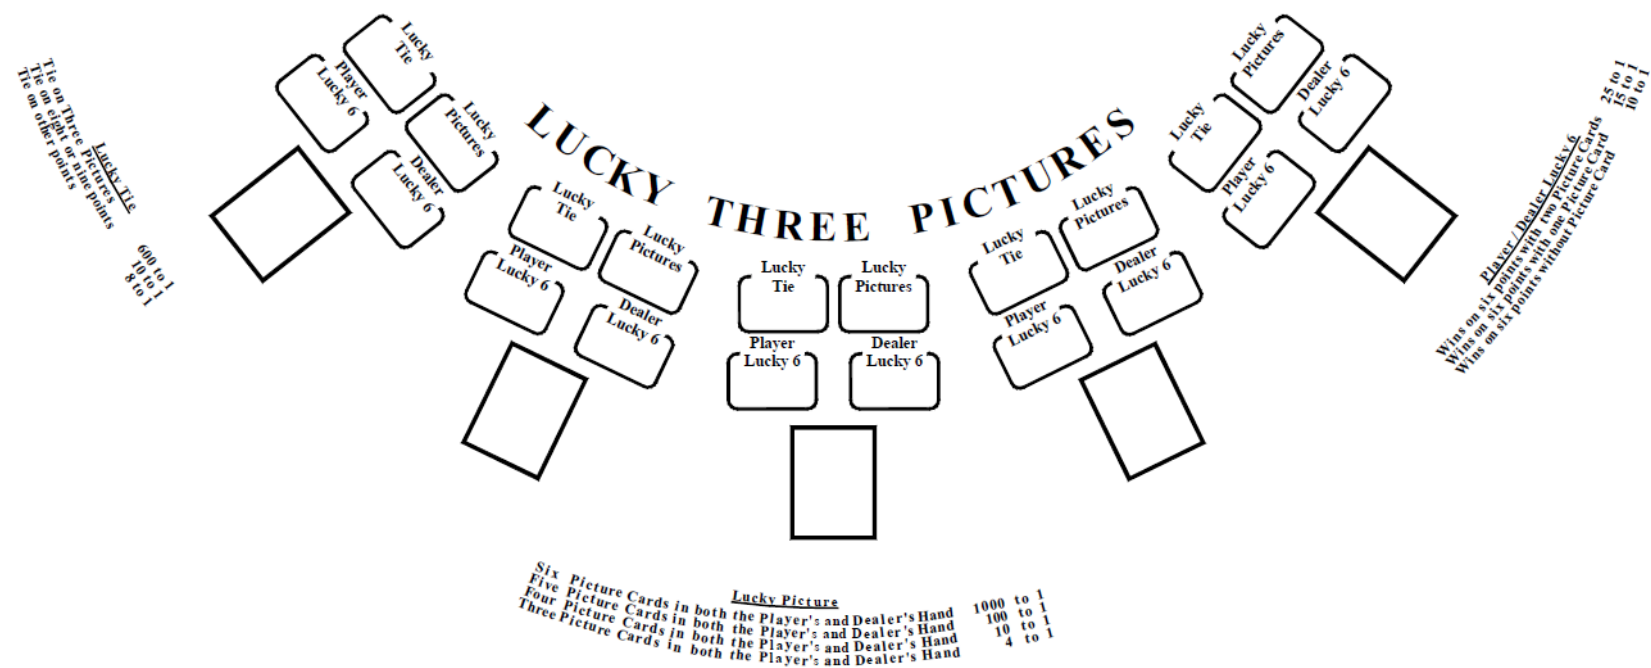 LUCKY THREE PICTURES
Lucky
Tie
Player
Lucky 6
Lucky
Pictures
Dealer
Lucky 6
Lucky
Tie
Player
Lucky 6
Lucky
Pictures
Dealer
Lucky 6
Lucky
Tie
Lucky
Pictures
Player
Lucky 6
Dealer
Lucky 6
Lucky
Tie
Lucky
Pictures
Player
Lucky 6
Dealer
Lucky 6
Lucky
Tie
Lucky
Pictures
Player
Lucky 6
Dealer
Lucky 6
Lucky Tie
Tie on Three Pictures 600 to 1
Tie on eight or nine points 10 to 1
Tie on other points 8 to 1
Player / Dealer Lucky 6
Wins on six points with two Picture Cards 25 to 1
Wins on six points with one Picture Card 15 to 1
Wins on six points without Picture Card 10 to 1
Lucky Picture
Six Picture Cards in both the Player's and Dealer's Hand 1000 to 1
Five Picture Cards in both the Player's and Dealer's Hand 100 to 1
Four Picture Cards in both the Player's and Dealer's Hand 10 to 1
Three Picture Cards in both the Player's and Dealer's Hand 4 to 1